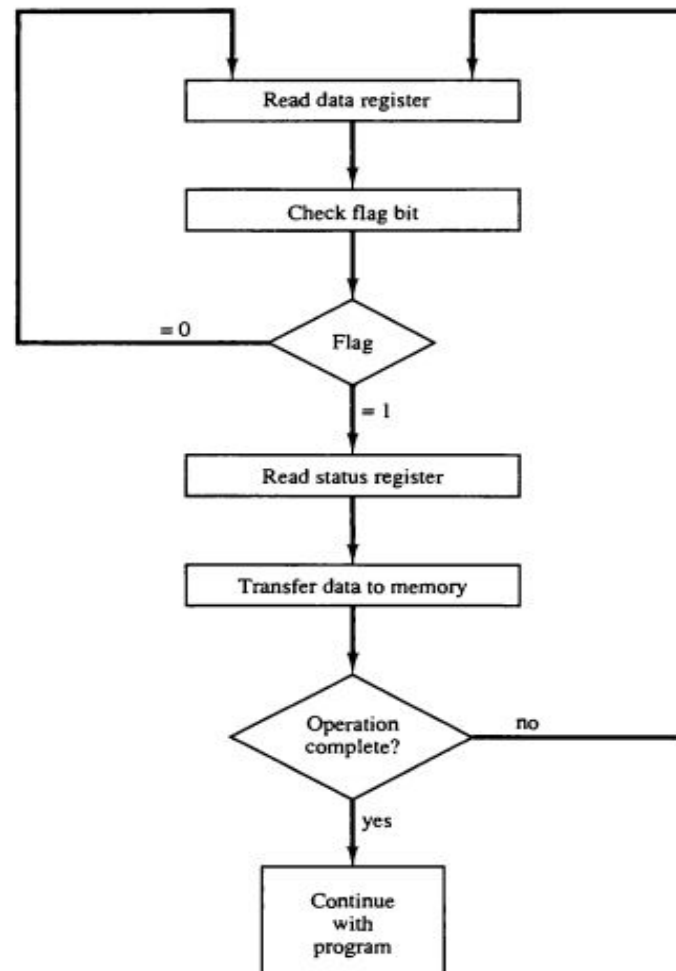 Read data register
Check flag bit
= 0
Flag
= 1
Read status register
Transfer data to memory
Operation
complete?
no
yes
Continue
with
program